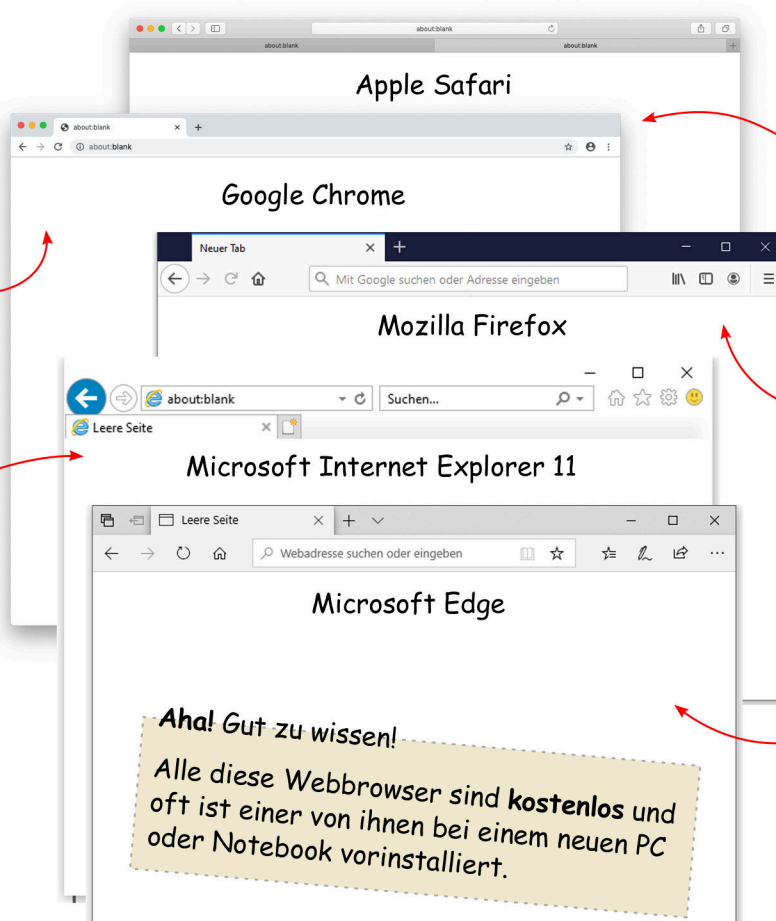 about:blank
about:blank
about:blank
Apple Safari
about:blank
about:blank
Google Chrome
Neuer Tab
Mit Google suchen oder Adresse eingeben
Mozilla Firefox
about:blank
Suchen...
Leere Seite
Microsoft Internet Explorer 11
Leere Seite
Webadresse suchen oder eingeben
Microsoft Edge
Aha! Gut zu wissen!
Alle diese Webbrowser sind kostenlos und
oft ist einer von ihnen bei einem neuen PC
oder Notebook vorinstalliert.